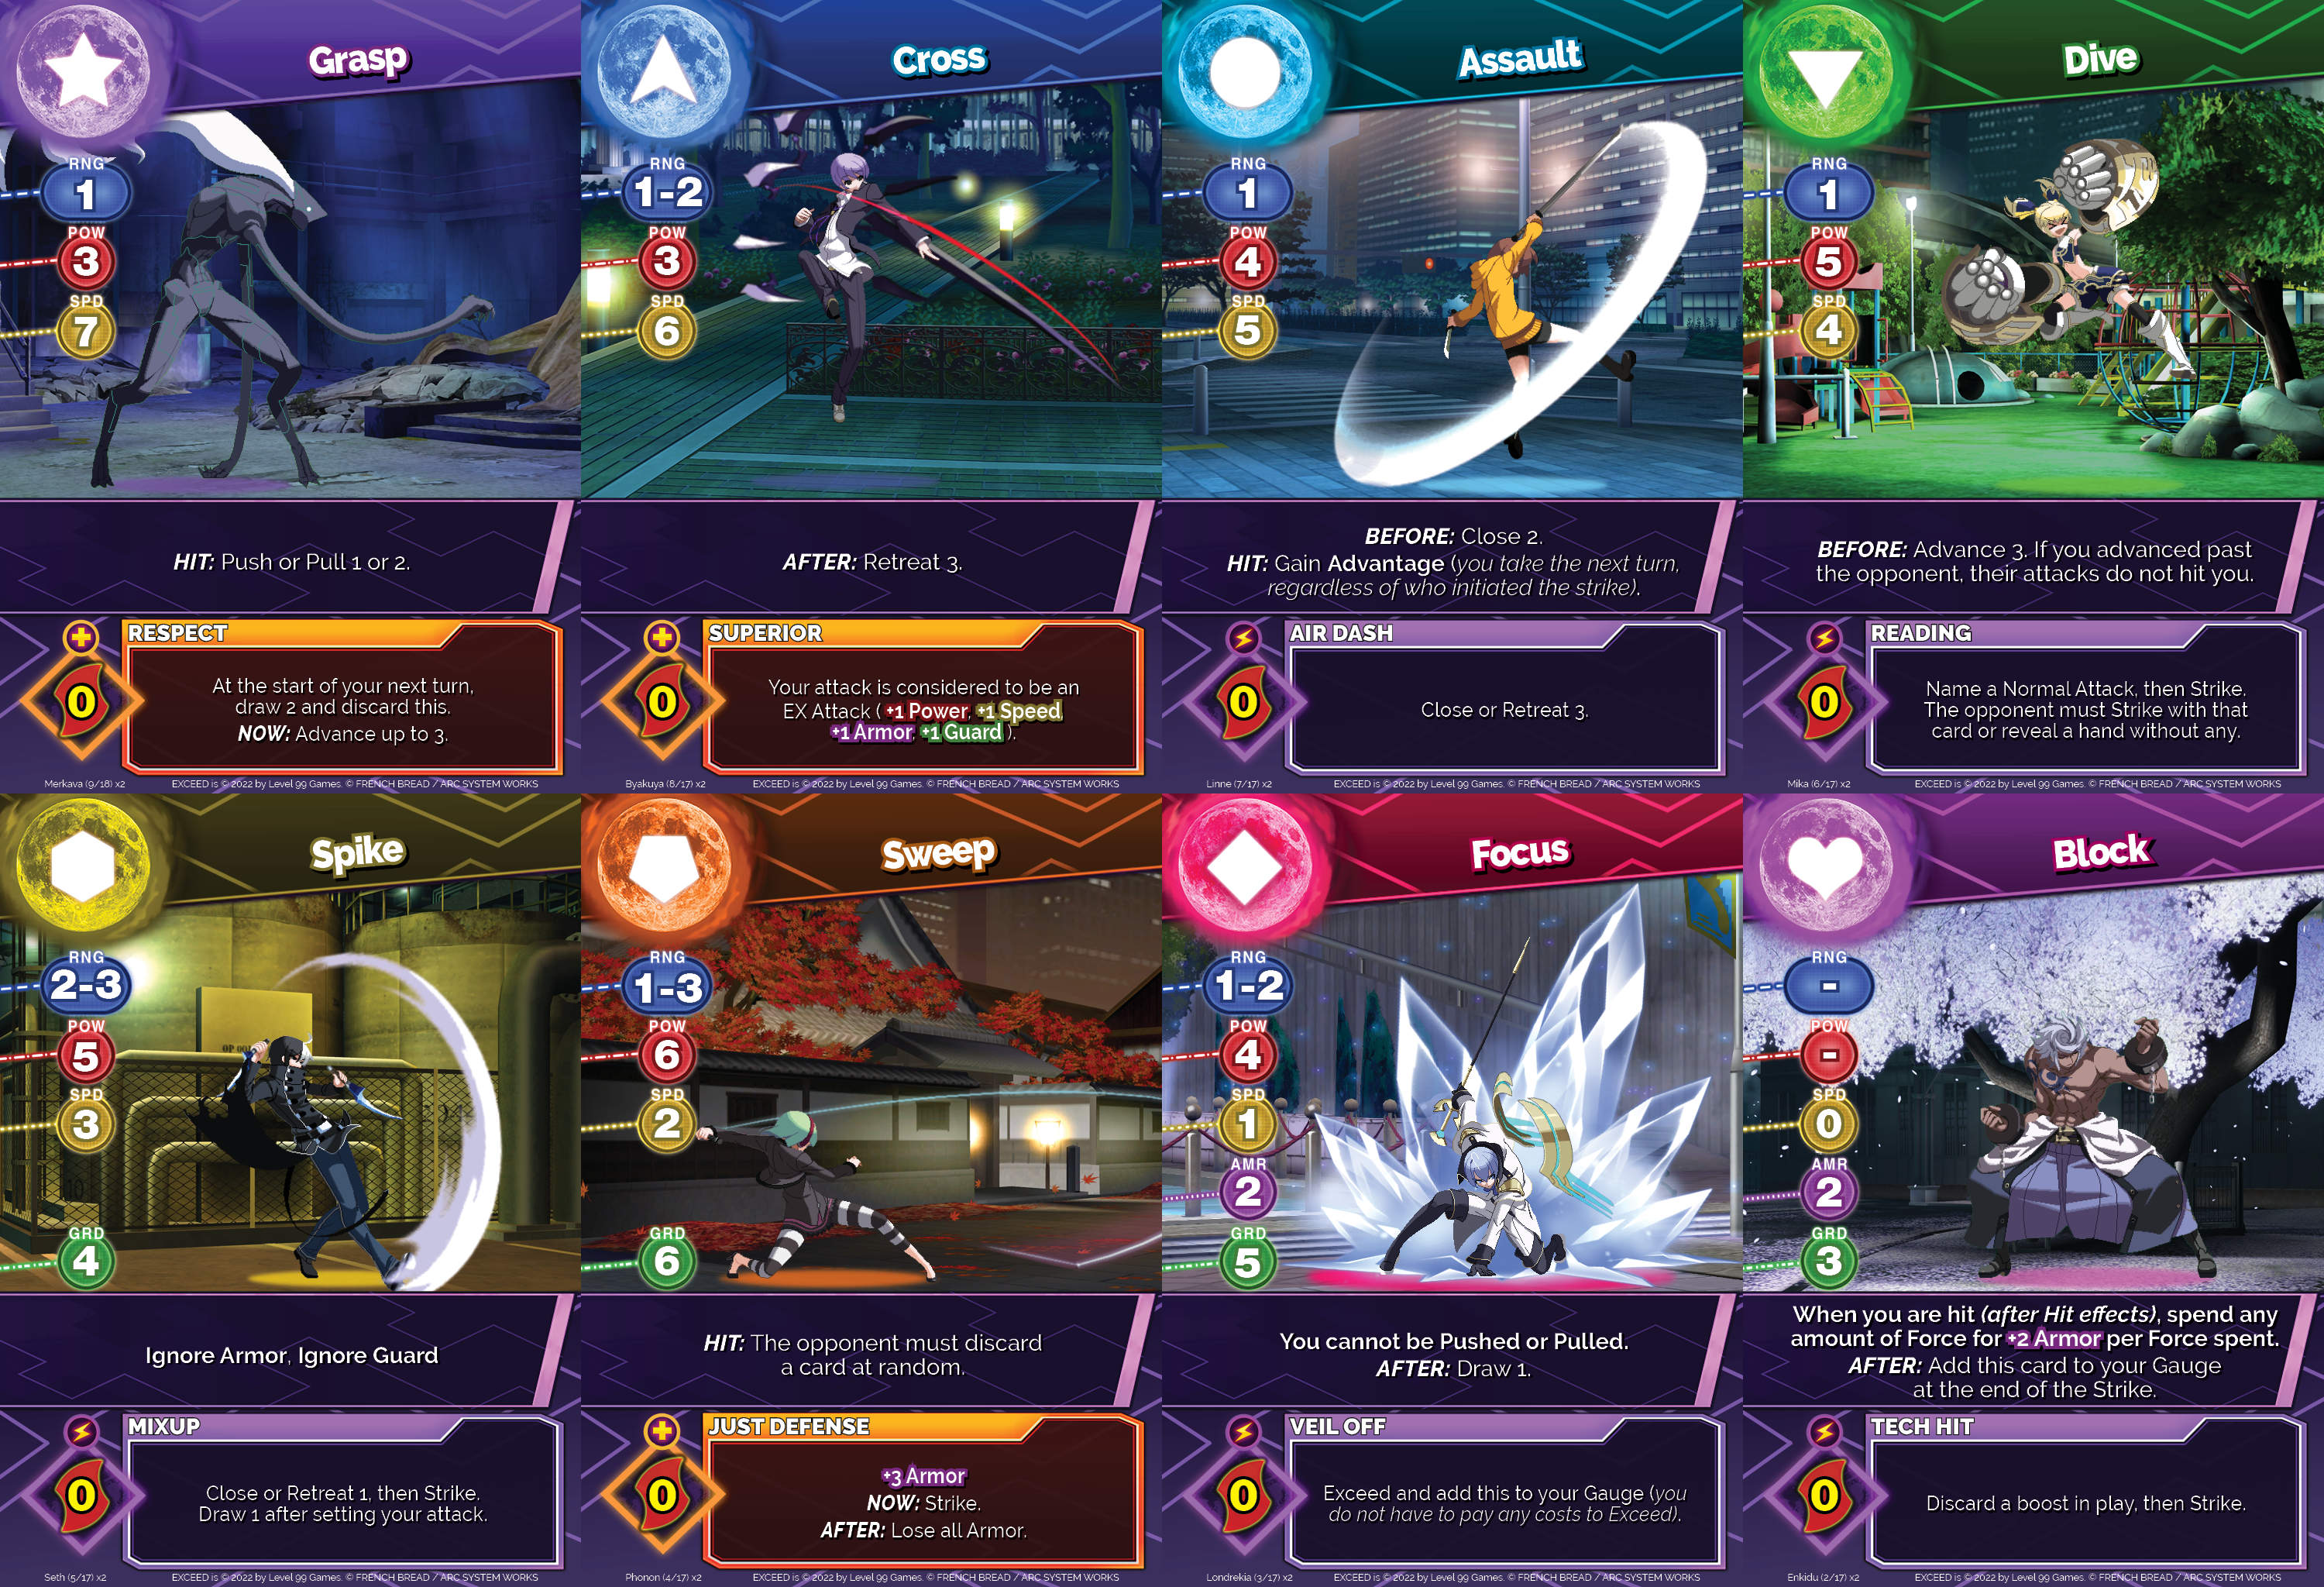 Grasp
RNG
1
POW
3
SPD
7
HIT: Push or Pull 1 or 2.
RESPECT
0
At the start of your next turn,
draw 2 and discard this.
NOW: Advance up to 3.
Merkava (9/18) x2
EXCEED is © 2022 by Level 99 Games. © FRENCH BREAD / ARC SYSTEM WORKS
Cross
RNG
1-2
POW
3
SPD
6
AFTER: Retreat 3.
SUPERIOR
0
Your attack is considered to be an
EX Attack ( +1 Power, +1 Speed
+1 Armor, +1 Guard ).
Byakuya (8/17) x2
EXCEED is © 2022 by Level 99 Games. © FRENCH BREAD / ARC SYSTEM WORKS
Assault
RNG
1
POW
4
SPD
5
BEFORE: Close 2.
HIT: Gain Advantage (you take the next turn,
regardless of who initiated the strike).
AIR DASH
0
Close or Retreat 3.
Linne (7/17) x2
EXCEED is © 2022 by Level 99 Games. © FRENCH BREAD / ARC SYSTEM WORKS
Dive
RNG
1
POW
5
SPD
4
BEFORE: Advance 3. If you advanced past
the opponent, their attacks do not hit you.
READING
0
Name a Normal Attack, then Strike.
The opponent must Strike with that
card or reveal a hand without any.
Mika (6/17) x2
EXCEED is © 2022 by Level 99 Games. © FRENCH BREAD / ARC SYSTEM WORKS
Spike
RNG
2-3
POW
5
SPD
3
GRD
4
Ignore Armor, Ignore Guard
MIXUP
0
Close or Retreat 1, then Strike.
Draw 1 after setting your attack.
Seth (5/17) x2
EXCEED is © 2022 by Level 99 Games. © FRENCH BREAD / ARC SYSTEM WORKS
Sweep
RNG
1-3
POW
6
SPD
2
GRD
6
HIT: The opponent must discard
a card at random.
JUST DEFENSE
0
+3 Armor
NOW: Strike.
AFTER: Lose all Armor.
Phonon (4/17) x2
EXCEED is © 2022 by Level 99 Games. © FRENCH BREAD / ARC SYSTEM WORKS
Focus
RNG
1-2
POW
4
SPD
1
AMR
2
GRD
5
You cannot be Pushed or Pulled.
AFTER: Draw 1.
VEIL OFF
0
Exceed and add this to your Gauge (you
do not have to pay any costs to Exceed).
Londrekia (3/17) x2
EXCEED is © 2022 by Level 99 Games. © FRENCH BREAD / ARC SYSTEM WORKS
Block
RNG
-
POW
-
SPD
0
AMR
2
GRD
3
When you are hit (after Hit effects), spend any
amount of Force for +2 Armor per Force spent.
AFTER: Add this card to your Gauge
at the end of the Strike.
TECH HIT
0
Discard a boost in play, then Strike.
Enkidu (2/17) x2
EXCEED is © 2022 by Level 99 Games. © FRENCH BREAD / ARC SYSTEM WORKS